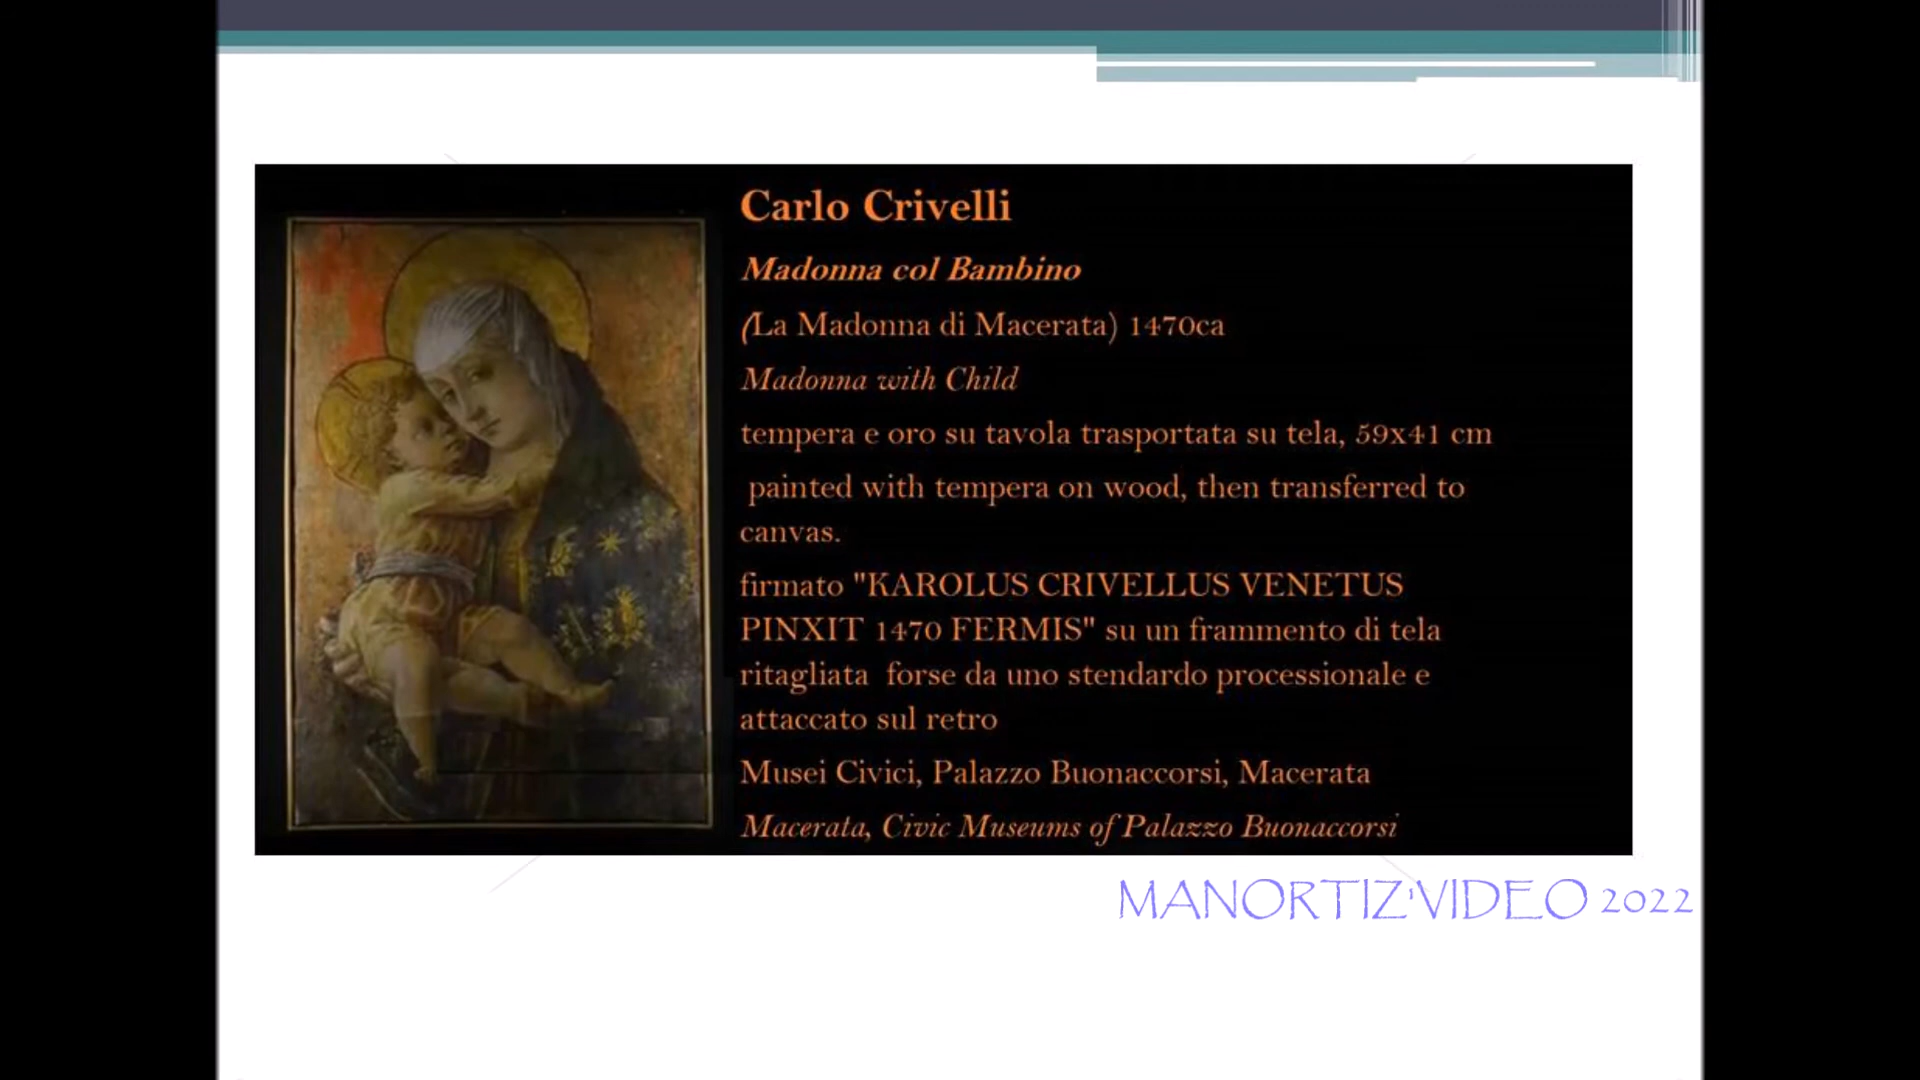 Carlo Crivelli
Madonna col Bambino
(La Madonna di Macerata) 1470ca
Madonna with Child
tempera e oro su tavola trasportata su tela, 59x41 cm
painted with tempera on wood, then transferred to
canvas.
firmato "KAROLUS CRIVELLUS VENETUS
PINXIT 1470 FERMIS" su un frammento di tela
ritagliata forse da uno stendardo processionale e
attaccato sul retro
Musei Civici, Palazzo Buonaccorsi, Macerata
Macerata, Civic Museums of Palazzo Buonaccorsi
MANORTIZ'VIDEO 2022